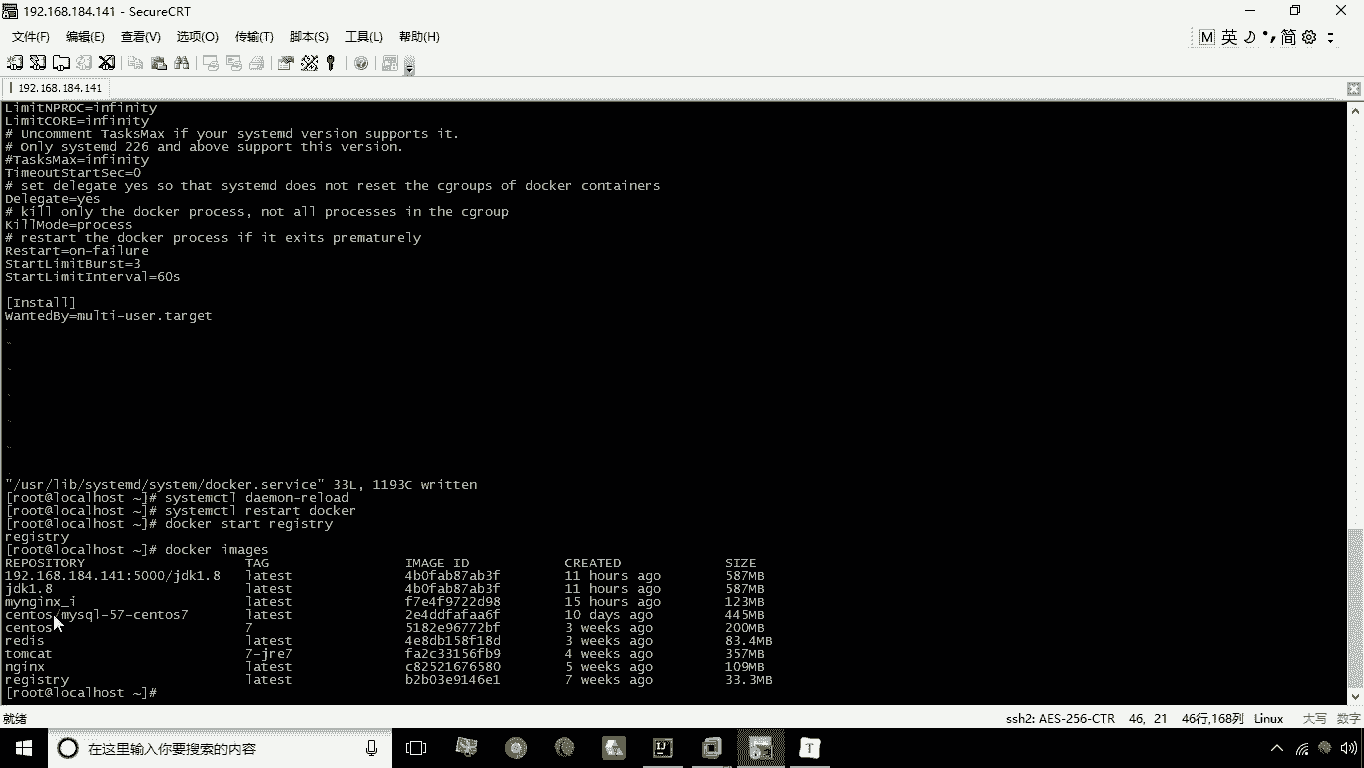 192.168.184.141 - SecureCRT
文件(F) 编辑(E) 查看(V) 选项(O) 传输(T) 脚本(S) 工具(L) 帮助(H)
M 英 简
192.168.184.141
LimitNPROC=infinity
LimitCORE=infinity
# Uncomment TasksMax if your systemd version supports it.
# Only systemd 226 and above support this version.
#TasksMax=infinity
TimeoutStartSec=0
# set delegate yes so that systemd does not reset the cgroups of docker containers
Delegate=yes
# kill only the docker process, not all processes in the cgroup
KillMode=process
# restart the docker process if it exits prematurely
Restart=on-failure
StartLimitBurst=3
StartLimitInterval=60s
[Install]
WantedBy=multi-user.target
"/usr/lib/systemd/system/docker.service" 33L, 1193C written
[root@localhost ~]# systemctl daemon-reload
[root@localhost ~]# systemctl restart docker
[root@localhost ~]# docker start registry
registry
[root@localhost ~]# docker images
REPOSITORY TAG IMAGE ID CREATED SIZE
192.168.184.141:5000/jdk1.8 latest 4b0fab87ab3f 11 hours ago 587MB
jdk1.8 latest 4b0fab87ab3f 11 hours ago 587MB
mynginx_i latest f7e4f9722d98 15 hours ago 123MB
centos/mysql-57-centos7 latest 2e4ddfafaa6f 10 days ago 445MB
centos 7 5182e96772bf 3 weeks ago 200MB
redis latest 4e8db158f18d 3 weeks ago 83.4MB
tomcat 7-jre7 fa2c33156fb9 4 weeks ago 357MB
nginx latest c82521676580 5 weeks ago 109MB
registry latest b2b03e9146e1 7 weeks ago 33.3MB
[root@localhost ~]#
就绪 ssh2: AES-256-CTR 46, 21 46行,168列 Linux 大写 数字
在这里输入你要搜索的内容